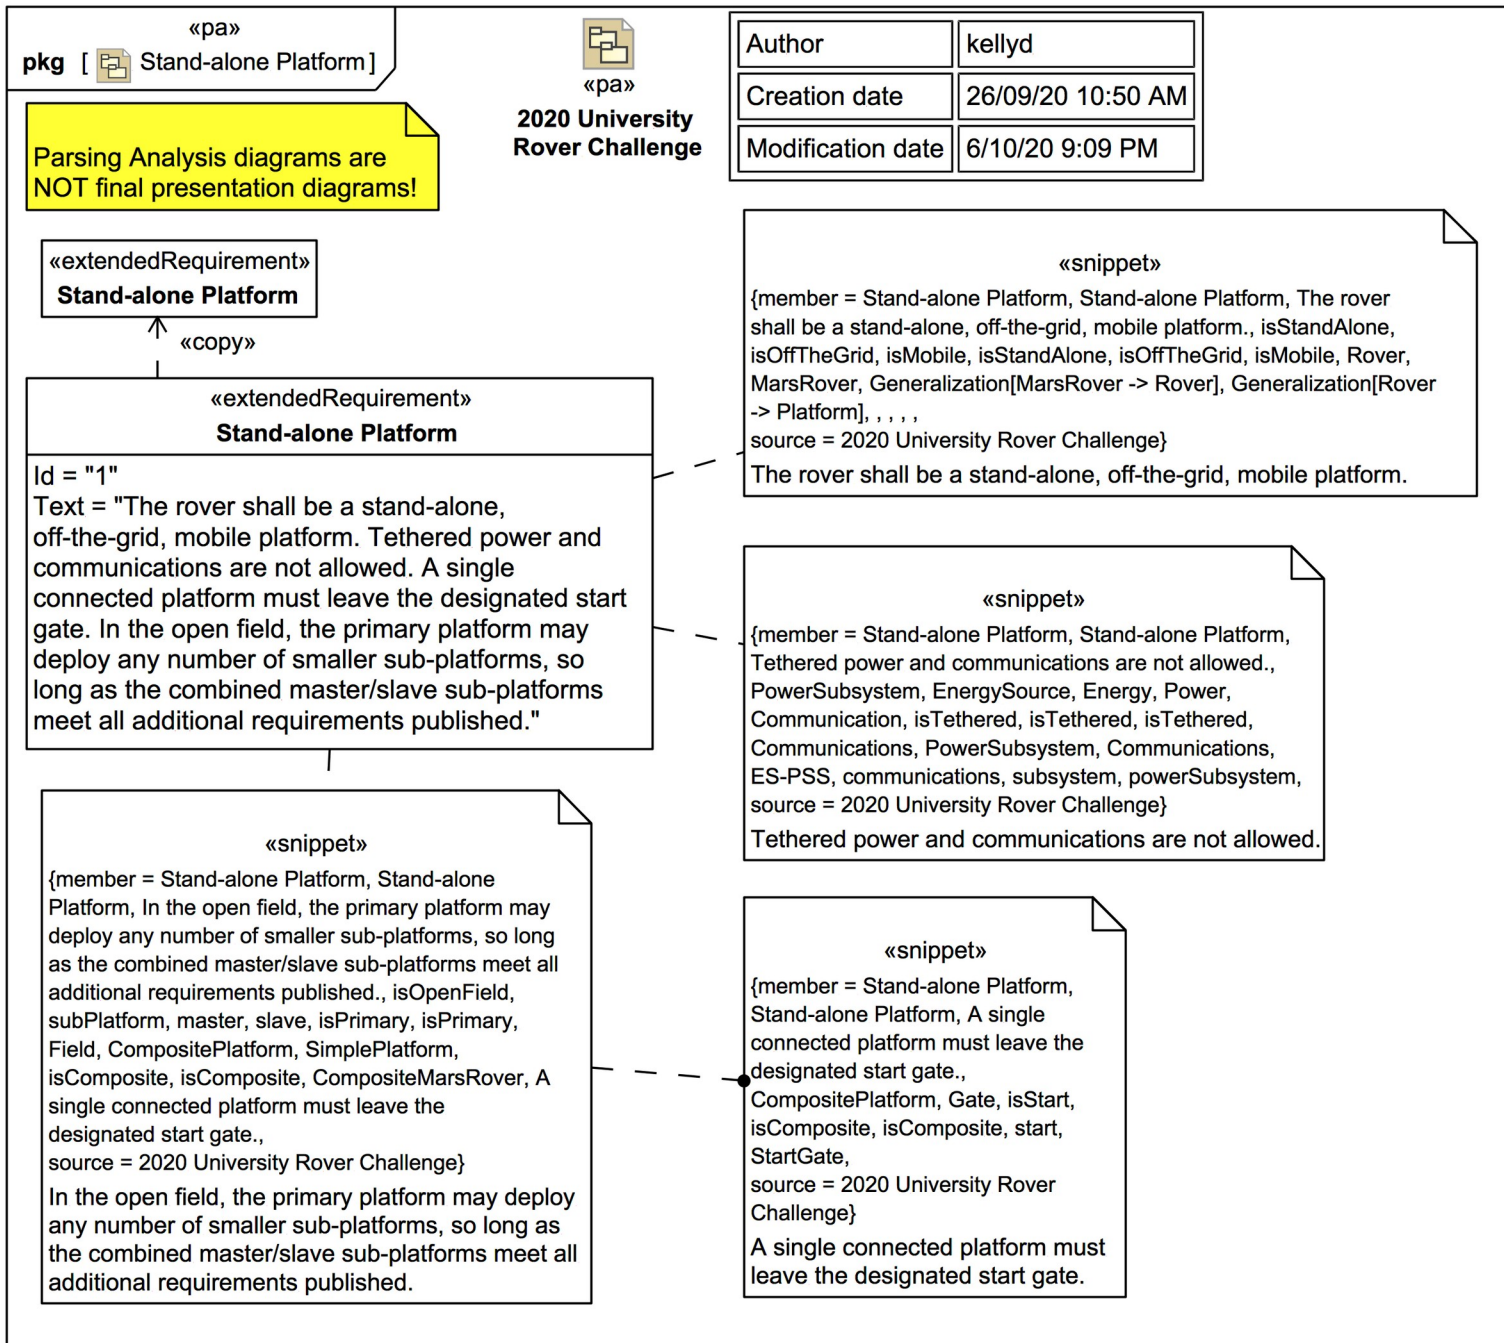 «pa»
pkg [ Stand-alone Platform ]
«pa»
2020 University
Rover Challenge
Author kellyd
Creation date 26/09/20 10:50 AM
Modification date 6/10/20 9:09 PM
Parsing Analysis diagrams are
NOT final presentation diagrams!
«extendedRequirement»
Stand-alone Platform
«copy»
«extendedRequirement»
Stand-alone Platform
Id = "1"
Text = "The rover shall be a stand-alone,
off-the-grid, mobile platform. Tethered power and
communications are not allowed. A single
connected platform must leave the designated start
gate. In the open field, the primary platform may
deploy any number of smaller sub-platforms, so
long as the combined master/slave sub-platforms
meet all additional requirements published."
«snippet»
{member = Stand-alone Platform, Stand-alone Platform, The rover
shall be a stand-alone, off-the-grid, mobile platform., isStandAlone,
isOffTheGrid, isMobile, isStandAlone, isOffTheGrid, isMobile, Rover,
MarsRover, Generalization[MarsRover -> Rover], Generalization[Rover
-> Platform], , , , ,
source = 2020 University Rover Challenge}
The rover shall be a stand-alone, off-the-grid, mobile platform.
«snippet»
{member = Stand-alone Platform, Stand-alone Platform,
Tethered power and communications are not allowed.,
PowerSubsystem, EnergySource, Energy, Power,
Communication, isTethered, isTethered, isTethered,
Communications, PowerSubsystem, Communications,
ES-PSS, communications, subsystem, powerSubsystem,
source = 2020 University Rover Challenge}
Tethered power and communications are not allowed.
«snippet»
{member = Stand-alone Platform, Stand-alone
Platform, In the open field, the primary platform may
deploy any number of smaller sub-platforms, so long
as the combined master/slave sub-platforms meet all
additional requirements published., isOpenField,
subPlatform, master, slave, isPrimary, isPrimary,
Field, CompositePlatform, SimplePlatform,
isComposite, isComposite, CompositeMarsRover, A
single connected platform must leave the
designated start gate.,
source = 2020 University Rover Challenge}
In the open field, the primary platform may deploy
any number of smaller sub-platforms, so long as
the combined master/slave sub-platforms meet all
additional requirements published.
«snippet»
{member = Stand-alone Platform,
Stand-alone Platform, A single
connected platform must leave the
designated start gate.,
CompositePlatform, Gate, isStart,
isComposite, isComposite, start,
StartGate,
source = 2020 University Rover
Challenge}
A single connected platform must
leave the designated start gate.